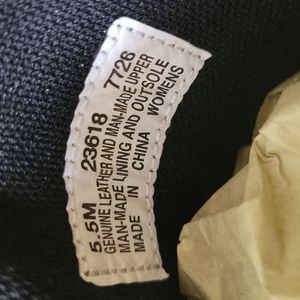 5.5M 23618 7726
GENUINE LEATHER AND MAN-MADE UPPER
MAN-MADE LINING AND OUTSOLE
MADE IN CHINA WOMENS